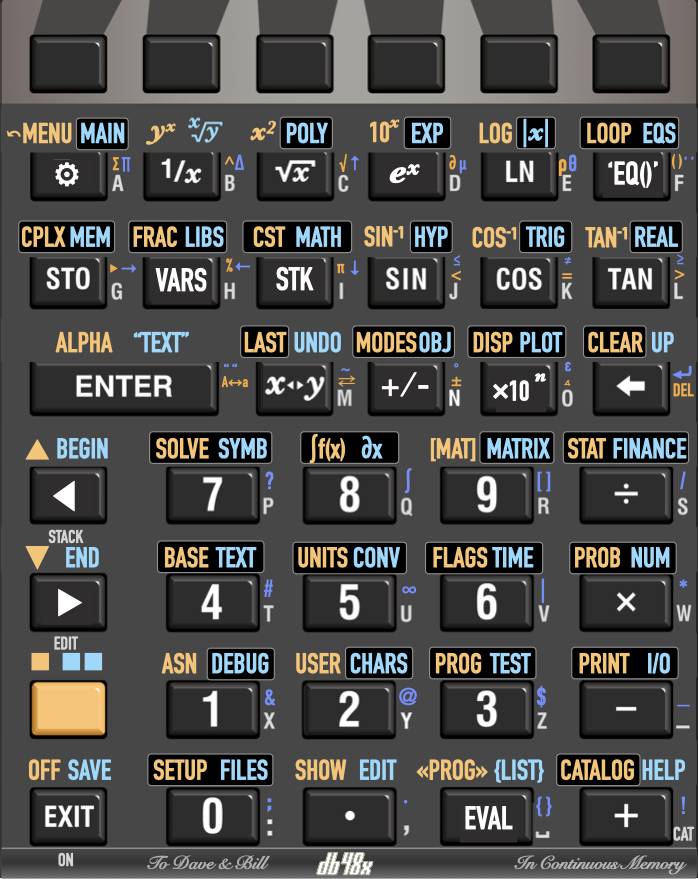 MENU MAIN yˣ ˣ√y x² POLY 10ˣ EXP LOG |x| LOOP EQS
1/x √x eˣ LN 'EQ()'
Σ Π A ^ Δ B √ ↑ C ∂ μ D ρ θ E () F
CPLX MEM FRAC LIBS CST MATH SIN⁻¹ HYP COS⁻¹ TRIG TAN⁻¹ REAL
STO VARS STK SIN COS TAN
▶ → G % ← H π ↓ I ≤ < J ≠ = K ≥ > L
ALPHA "TEXT" LAST UNDO MODES OBJ DISP PLOT CLEAR UP
ENTER x↔y +/- ×10ⁿ ←
"" A↔a ~ ⇄ M ° ± N ε O ↵ DEL
▲ BEGIN SOLVE SYMB ∫f(x) ∂x [MAT] MATRIX STAT FINANCE
◀ 7 ? P 8 ∫ Q 9 [] R ÷ / S
STACK
▼ END BASE TEXT UNITS CONV FLAGS TIME PROB NUM
▶ 4 # T 5 ∞ U 6 | V × * W
EDIT
ASN DEBUG USER CHARS PROG TEST PRINT I/O
1 & X 2 @ Y 3 $ Z − _ _
OFF SAVE SETUP FILES SHOW EDIT «PROG» {LIST} CATALOG HELP
EXIT 0 ; : . · , EVAL {} ␣ + ! CAT
ON To Dave & Bill db48x In Continuous Memory